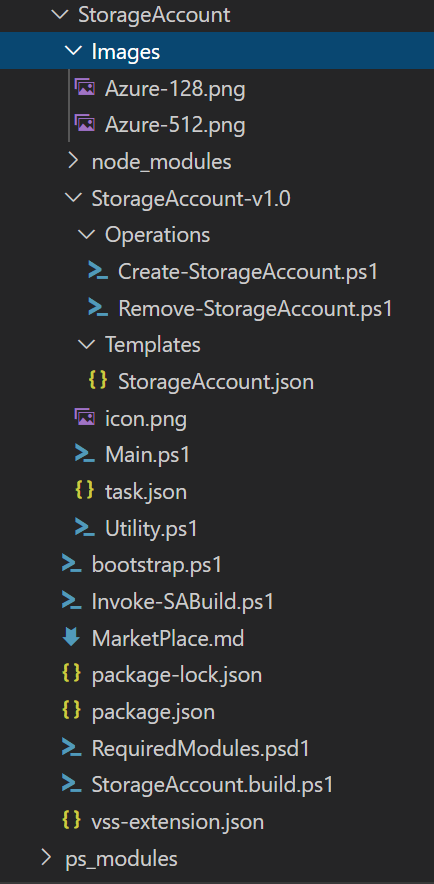 StorageAccount
Images
Azure-128.png
Azure-512.png
node_modules
StorageAccount-v1.0
Operations
Create-StorageAccount.ps1
Remove-StorageAccount.ps1
Templates
StorageAccount.json
icon.png
Main.ps1
task.json
Utility.ps1
bootstrap.ps1
Invoke-SABuild.ps1
MarketPlace.md
package-lock.json
package.json
RequiredModules.psd1
StorageAccount.build.ps1
vss-extension.json
ps_modules